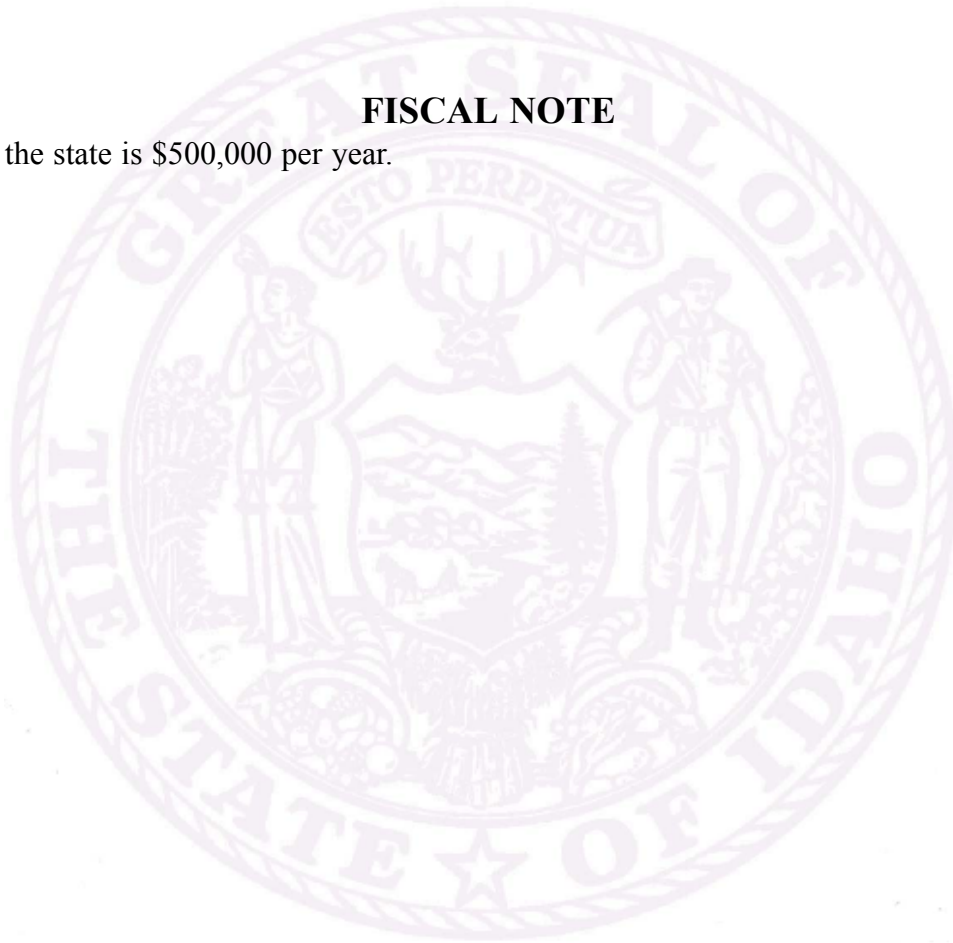 FISCAL NOTE
the state is $500,000 per year.
GREAT SEAL OF
THE STATE OF IDAHO
ESTO PERPETUA